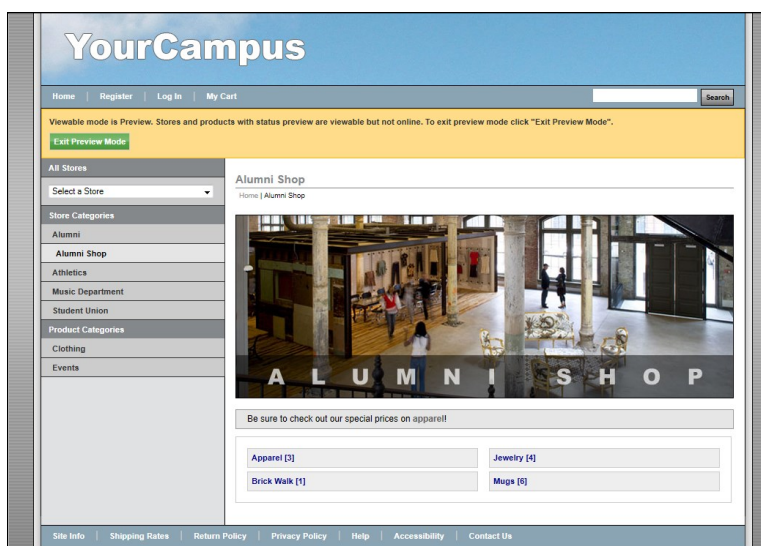 YourCampus
Home | Register | Log In | My Cart
Search
Viewable mode is Preview. Stores and products with status preview are viewable but not online. To exit preview mode click "Exit Preview Mode".
Exit Preview Mode
All Stores
Select a Store
Store Categories
Alumni
Alumni Shop
Athletics
Music Department
Student Union
Product Categories
Clothing
Events
Alumni Shop
Home | Alumni Shop
ALUMNI SHOP
Be sure to check out our special prices on apparel!
Apparel [3]
Jewelry [4]
Brick Walk [1]
Mugs [6]
Site Info | Shipping Rates | Return Policy | Privacy Policy | Help | Accessibility | Contact Us